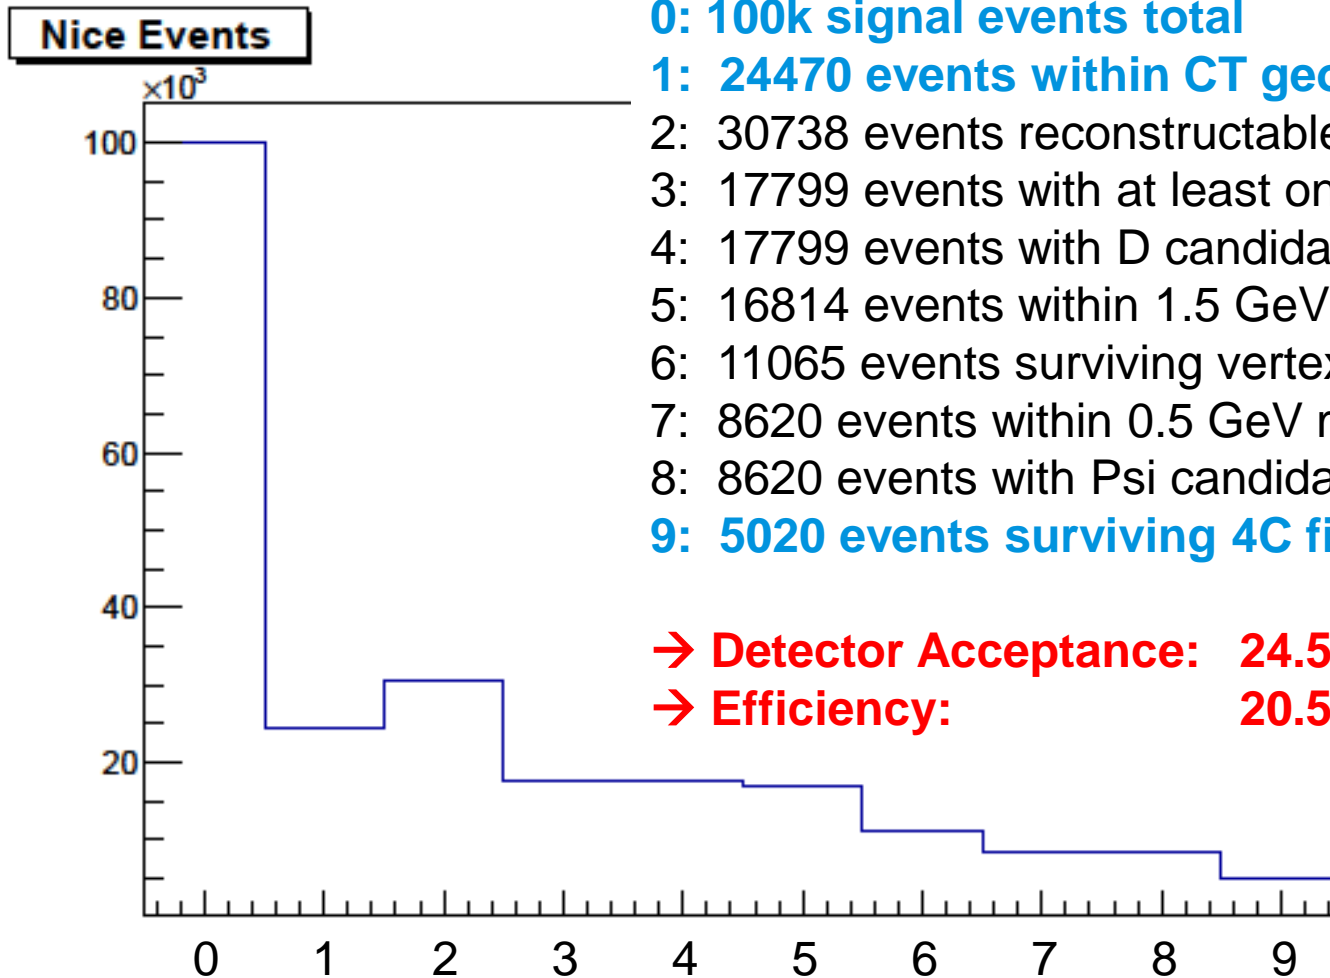 Nice Events
×10³
100
80
60
40
20
0 1 2 3 4 5 6 7 8 9
0: 100k signal events total
1: 24470 events within CT
2: 30738 events
3: 17799 events with at least
4: 17799 events with D
5: 16814 events within 1.5 GeV
6: 11065 events surviving
7: 8620 events within 0.5 GeV
8: 8620 events with Psi
9: 5020 events surviving 4C
→ Detector Acceptance: 24.5
→ Efficiency: 20.5